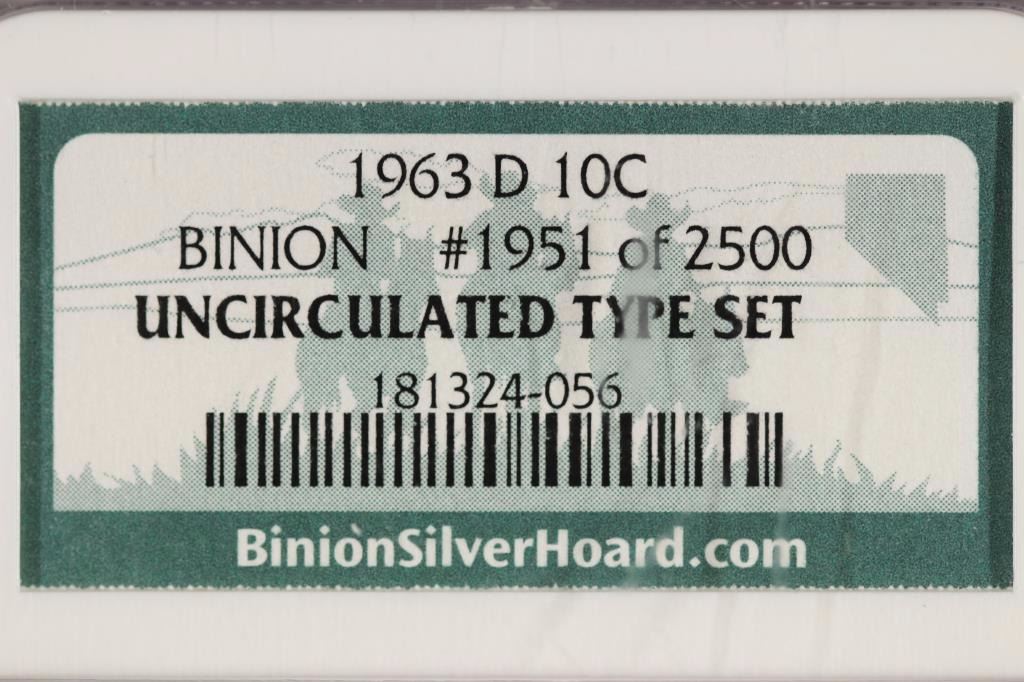 1963 D 10C
BINION #1951 of 2500
UNCIRCULATED TYPE SET
181324-056
BinionSilverHoard.com